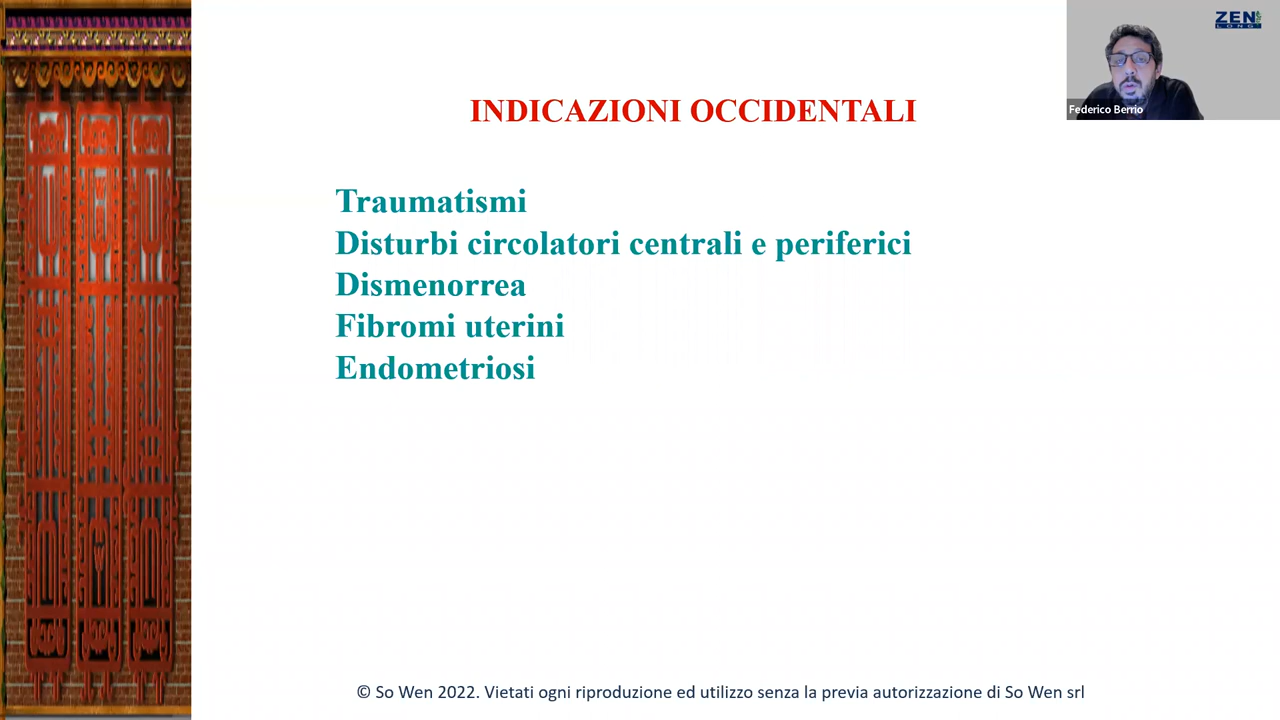 ZEN
LONG
Federico Berrio
INDICAZIONI OCCIDENTALI
Traumatismi
Disturbi circolatori centrali e periferici
Dismenorrea
Fibromi uterini
Endometriosi
© So Wen 2022. Vietati ogni riproduzione ed utilizzo senza la previa autorizzazione di So Wen srl